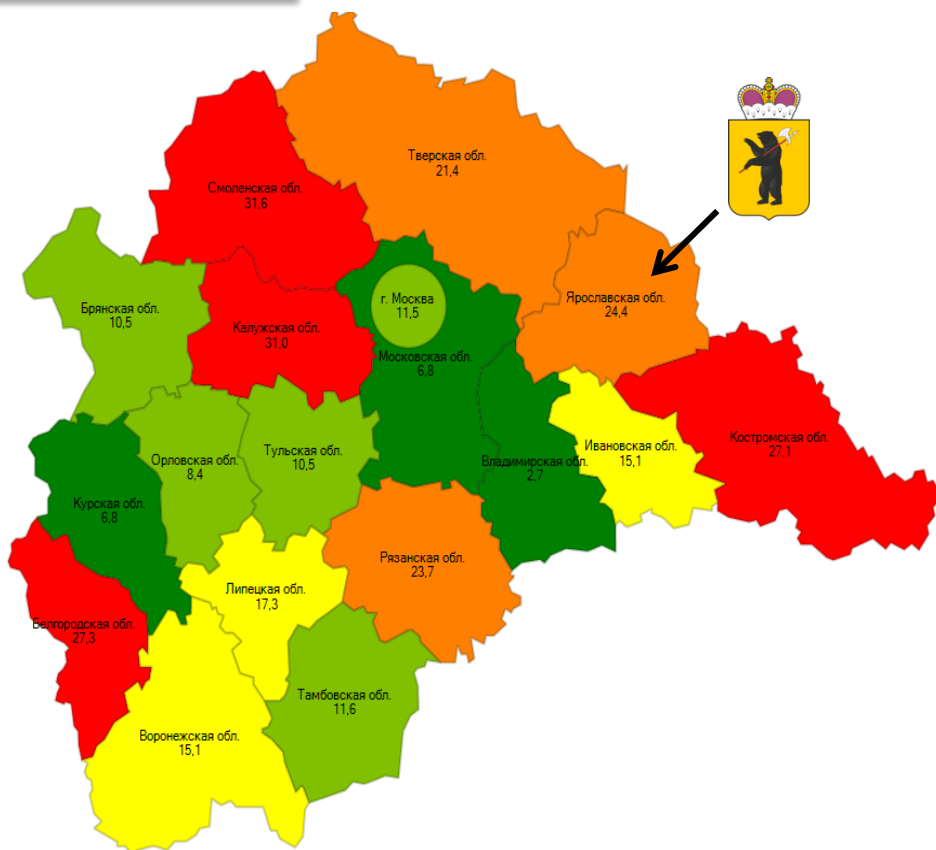 Тверская обл.
21,4
Смоленская обл.
31,6
Ярославская обл.
24,4
г. Москва
11,5
Брянская обл.
10,5
Калужская обл.
31,0
Московская обл.
6,8
Костромская обл.
27,1
Ивановская обл.
15,1
Владимирская обл.
2,7
Тульская обл.
10,5
Орловская обл.
8,4
Курская обл.
6,8
Рязанская обл.
23,7
Липецкая обл.
17,3
Белгородская обл.
27,3
Тамбовская обл.
11,6
Воронежская обл.
15,1